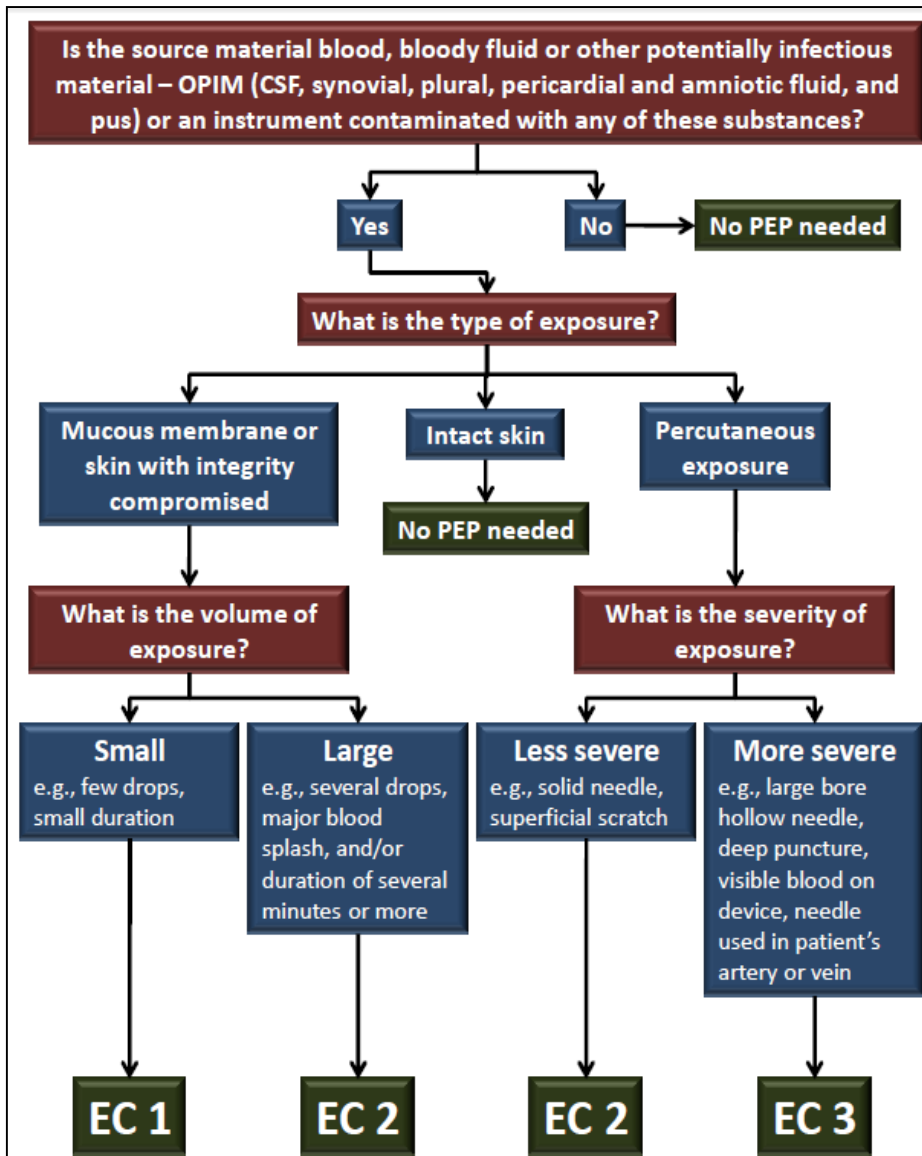 Is the source material blood, bloody fluid or other potentially infectious
material – OPIM (CSF, synovial, plural, pericardial and amniotic fluid, and
pus) or an instrument contaminated with any of these substances?
Yes
No
No PEP needed
What is the type of exposure?
Mucous membrane or
skin with integrity
compromised
Intact skin
Percutaneous
exposure
No PEP needed
What is the volume of
exposure?
What is the severity of
exposure?
Small
e.g., few drops,
small duration
Large
e.g., several drops,
major blood
splash, and/or
duration of several
minutes or more
Less severe
e.g., solid needle,
superficial scratch
More severe
e.g., large bore
hollow needle,
deep puncture,
visible blood on
device, needle
used in patient's
artery or vein
EC 1
EC 2
EC 2
EC 3